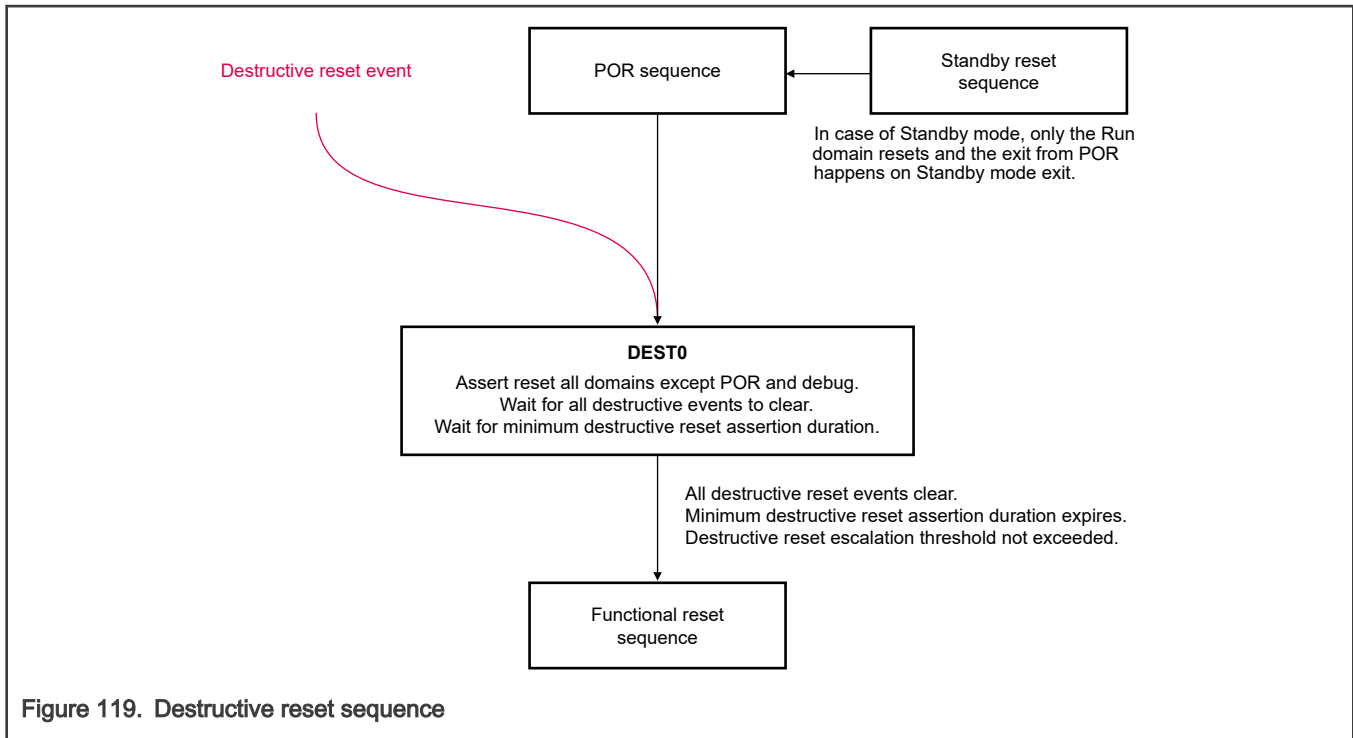 Destructive reset event
POR sequence
Standby reset
sequence
In case of Standby mode, only the Run
domain resets and the exit from POR
happens on Standby mode exit.
DEST0
Assert reset all domains except POR and debug.
Wait for all destructive events to clear.
Wait for minimum destructive reset assertion duration.
All destructive reset events clear.
Minimum destructive reset assertion duration expires.
Destructive reset escalation threshold not exceeded.
Functional reset
sequence
Figure 119. Destructive reset sequence